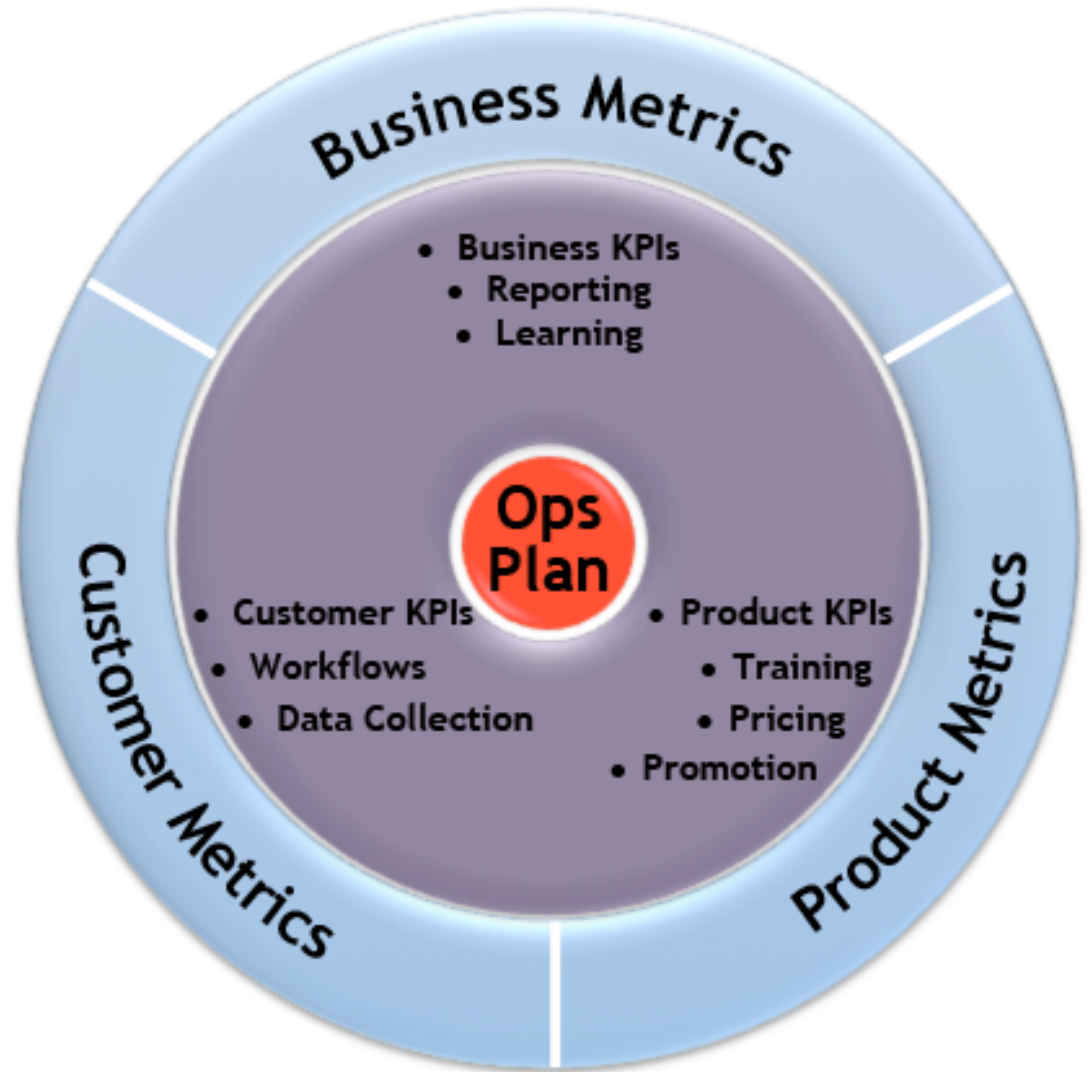 Business Metrics
• Business KPIs
• Reporting
• Learning
Ops
Plan
Customer Metrics
• Customer KPIs
• Workflows
• Data Collection
• Product KPIs
• Training
• Pricing
• Promotion
Product Metrics